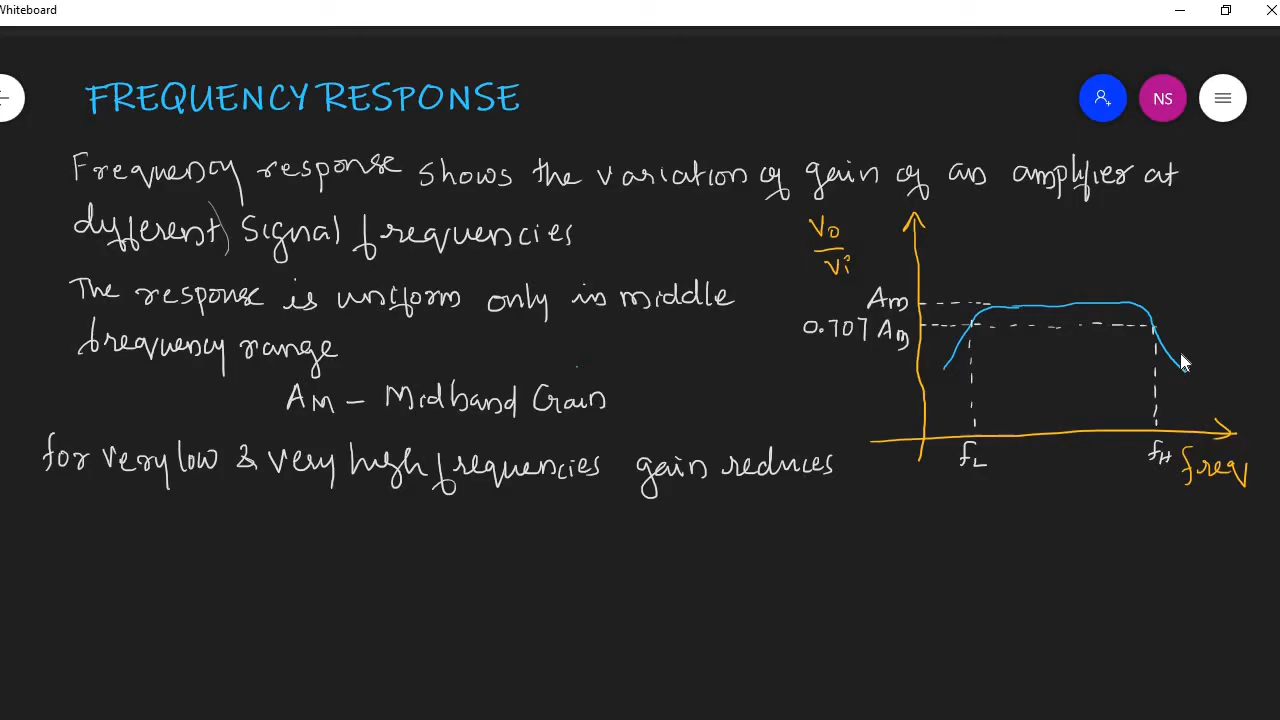 Whiteboard
FREQUENCY RESPONSE
NS
Frequency response shows the variation of gain of an amplifier at
different signal frequencies
The response is uniform only in middle
frequency range
AM – Midband Gain
for very low & very high frequencies gain reduces
Vo
Vi
Am
0.707 Am
fL
fH
freq